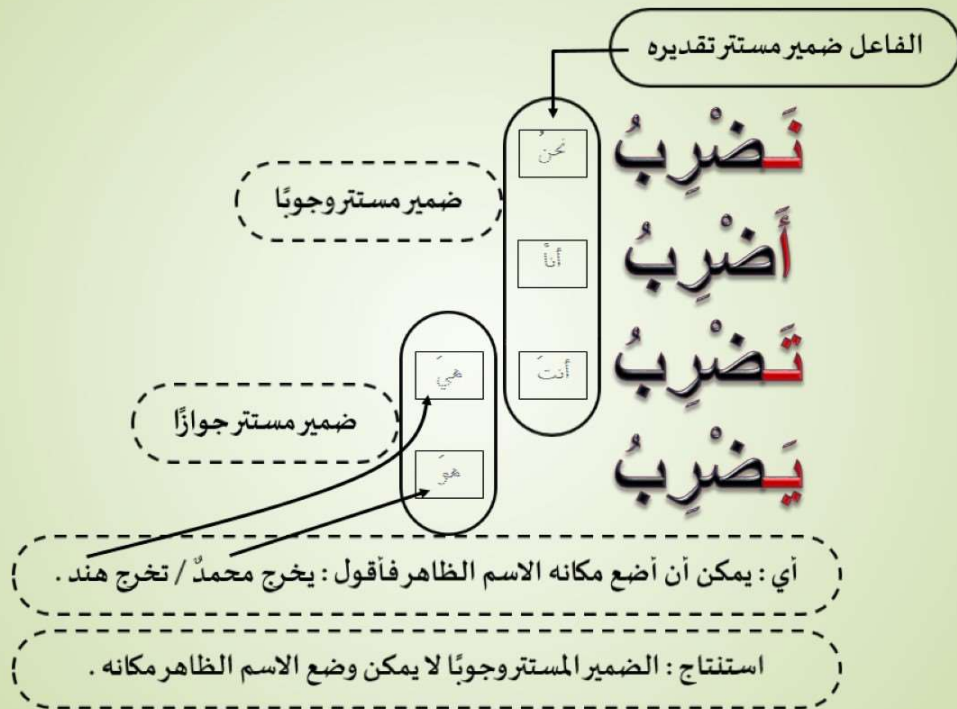 الفاعل ضمير مستتر تقديره
نَضْرِبُ
نحنُ
ضمير مستتر وجوبًا
أَضْرِبُ
أناْ
تَضْرِبُ
أنتَ
هيَ
ضمير مستتر جوازًا
يَضْرِبُ
هوَ
أي : يمكن أن أضع مكانه الاسم الظاهر فأقول : يخرج محمدٌ / تخرج هند .
استنتاج : الضمير المستتر وجوبًا لا يمكن وضع الاسم الظاهر مكانه .